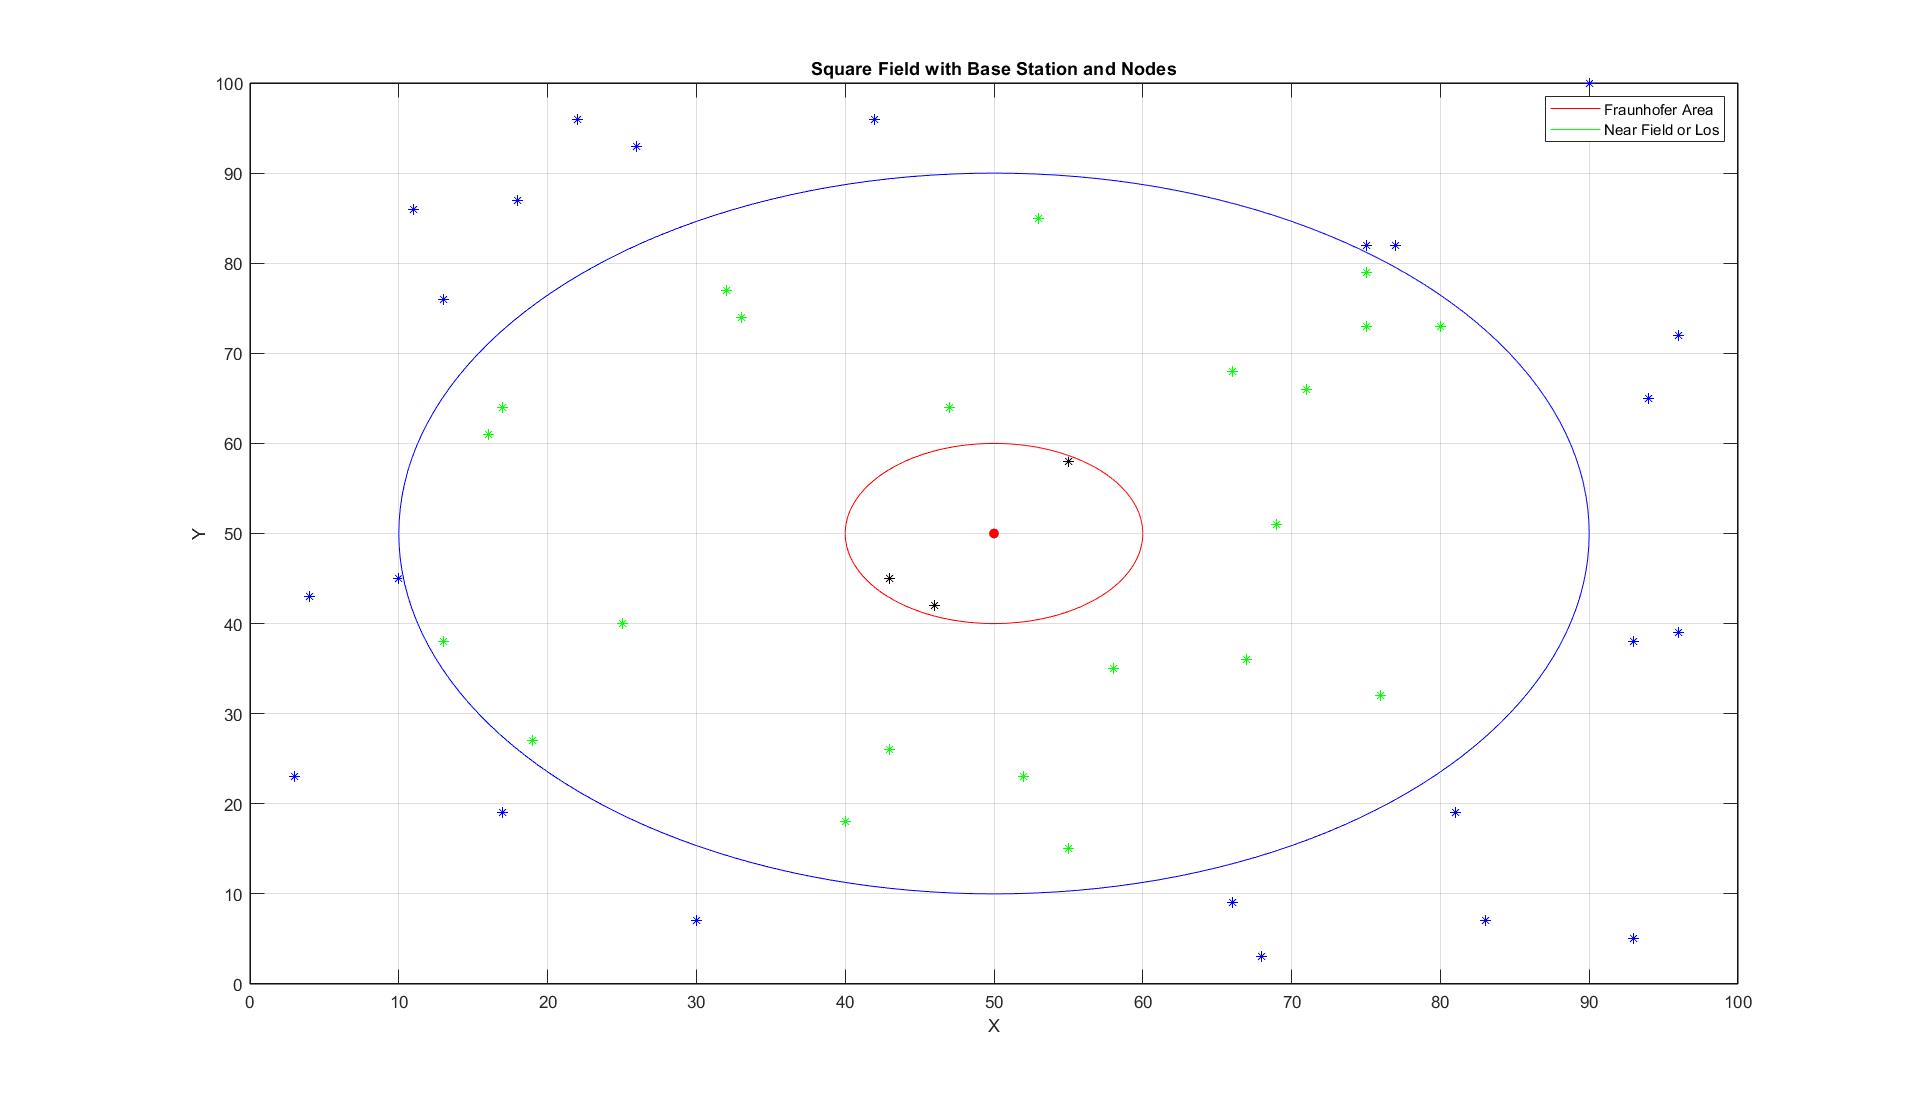 Square Field with Base Station and Nodes
Fraunhofer Area
Near Field or Los
100
90
80
70
60
50
40
30
20
10
0
Y
0 10 20 30 40 50 60 70 80 90 100
X